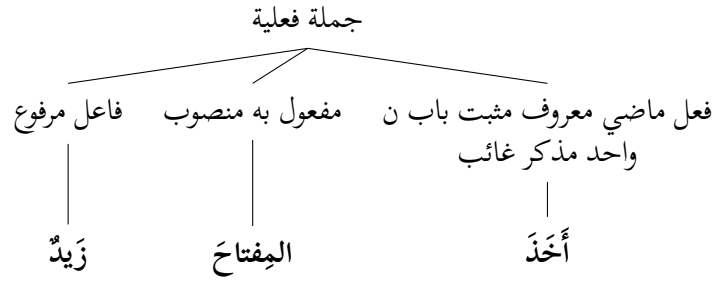 جملة فعلية
فعل ماضي معروف مثبت باب ن
واحد مذكر غائب
مفعول به منصوب
فاعل مرفوع
أَخَذَ
المِفتاحَ
زَيدٌ